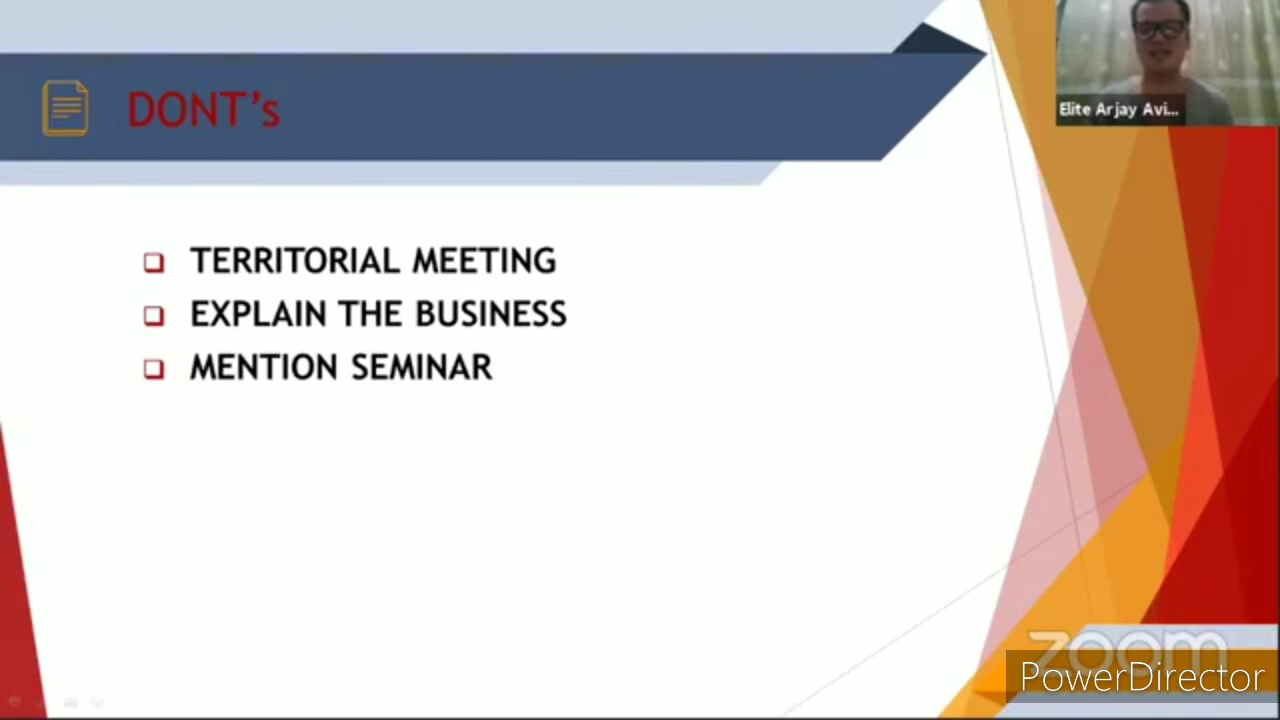 DONT's
Elite Arjay Avi...
TERRITORIAL MEETING
EXPLAIN THE BUSINESS
MENTION SEMINAR
zoom
PowerDirector